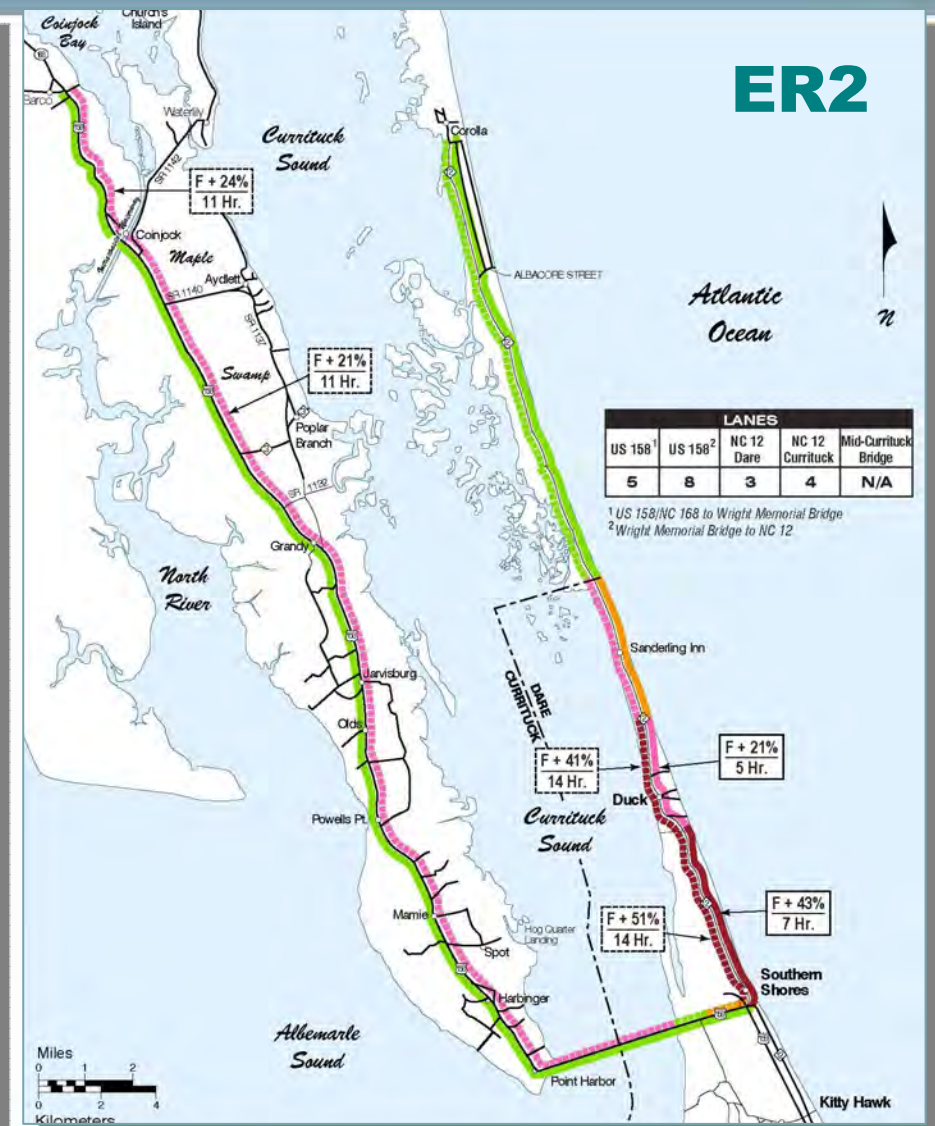 Coinjock
Bay
Church's
Island
ER2
Barco
Waterlily
SR 1142
Currituck
Sound
Corolla
F + 24%
11 Hr.
Coinjock
Maple
Aydlett
SR 1140
SR 1137
ALBACORE STREET
Atlantic
Ocean
N
F + 21%
11 Hr.
Swamp
Poplar
Branch
SR 1132
LANES
US 158¹
US 158²
NC 12
Dare
NC 12
Currituck
Mid-Currituck
Bridge
5
8
3
4
N/A
¹ US 158/NC 168 to Wright Memorial Bridge
² Wright Memorial Bridge to NC 12
Grandy
North
River
Sanderling Inn
Jarvisburg
Olds
DARE
CURRITUCK
F + 41%
14 Hr.
F + 21%
5 Hr.
Duck
Powells Pt.
Currituck
Sound
Mamie
Hog Quarter
Landing
Spot
F + 51%
14 Hr.
F + 43%
7 Hr.
Harbinger
Southern
Shores
Albemarle
Sound
Point Harbor
Kitty Hawk
Miles
0 1 2
0 2 4
Kilometers